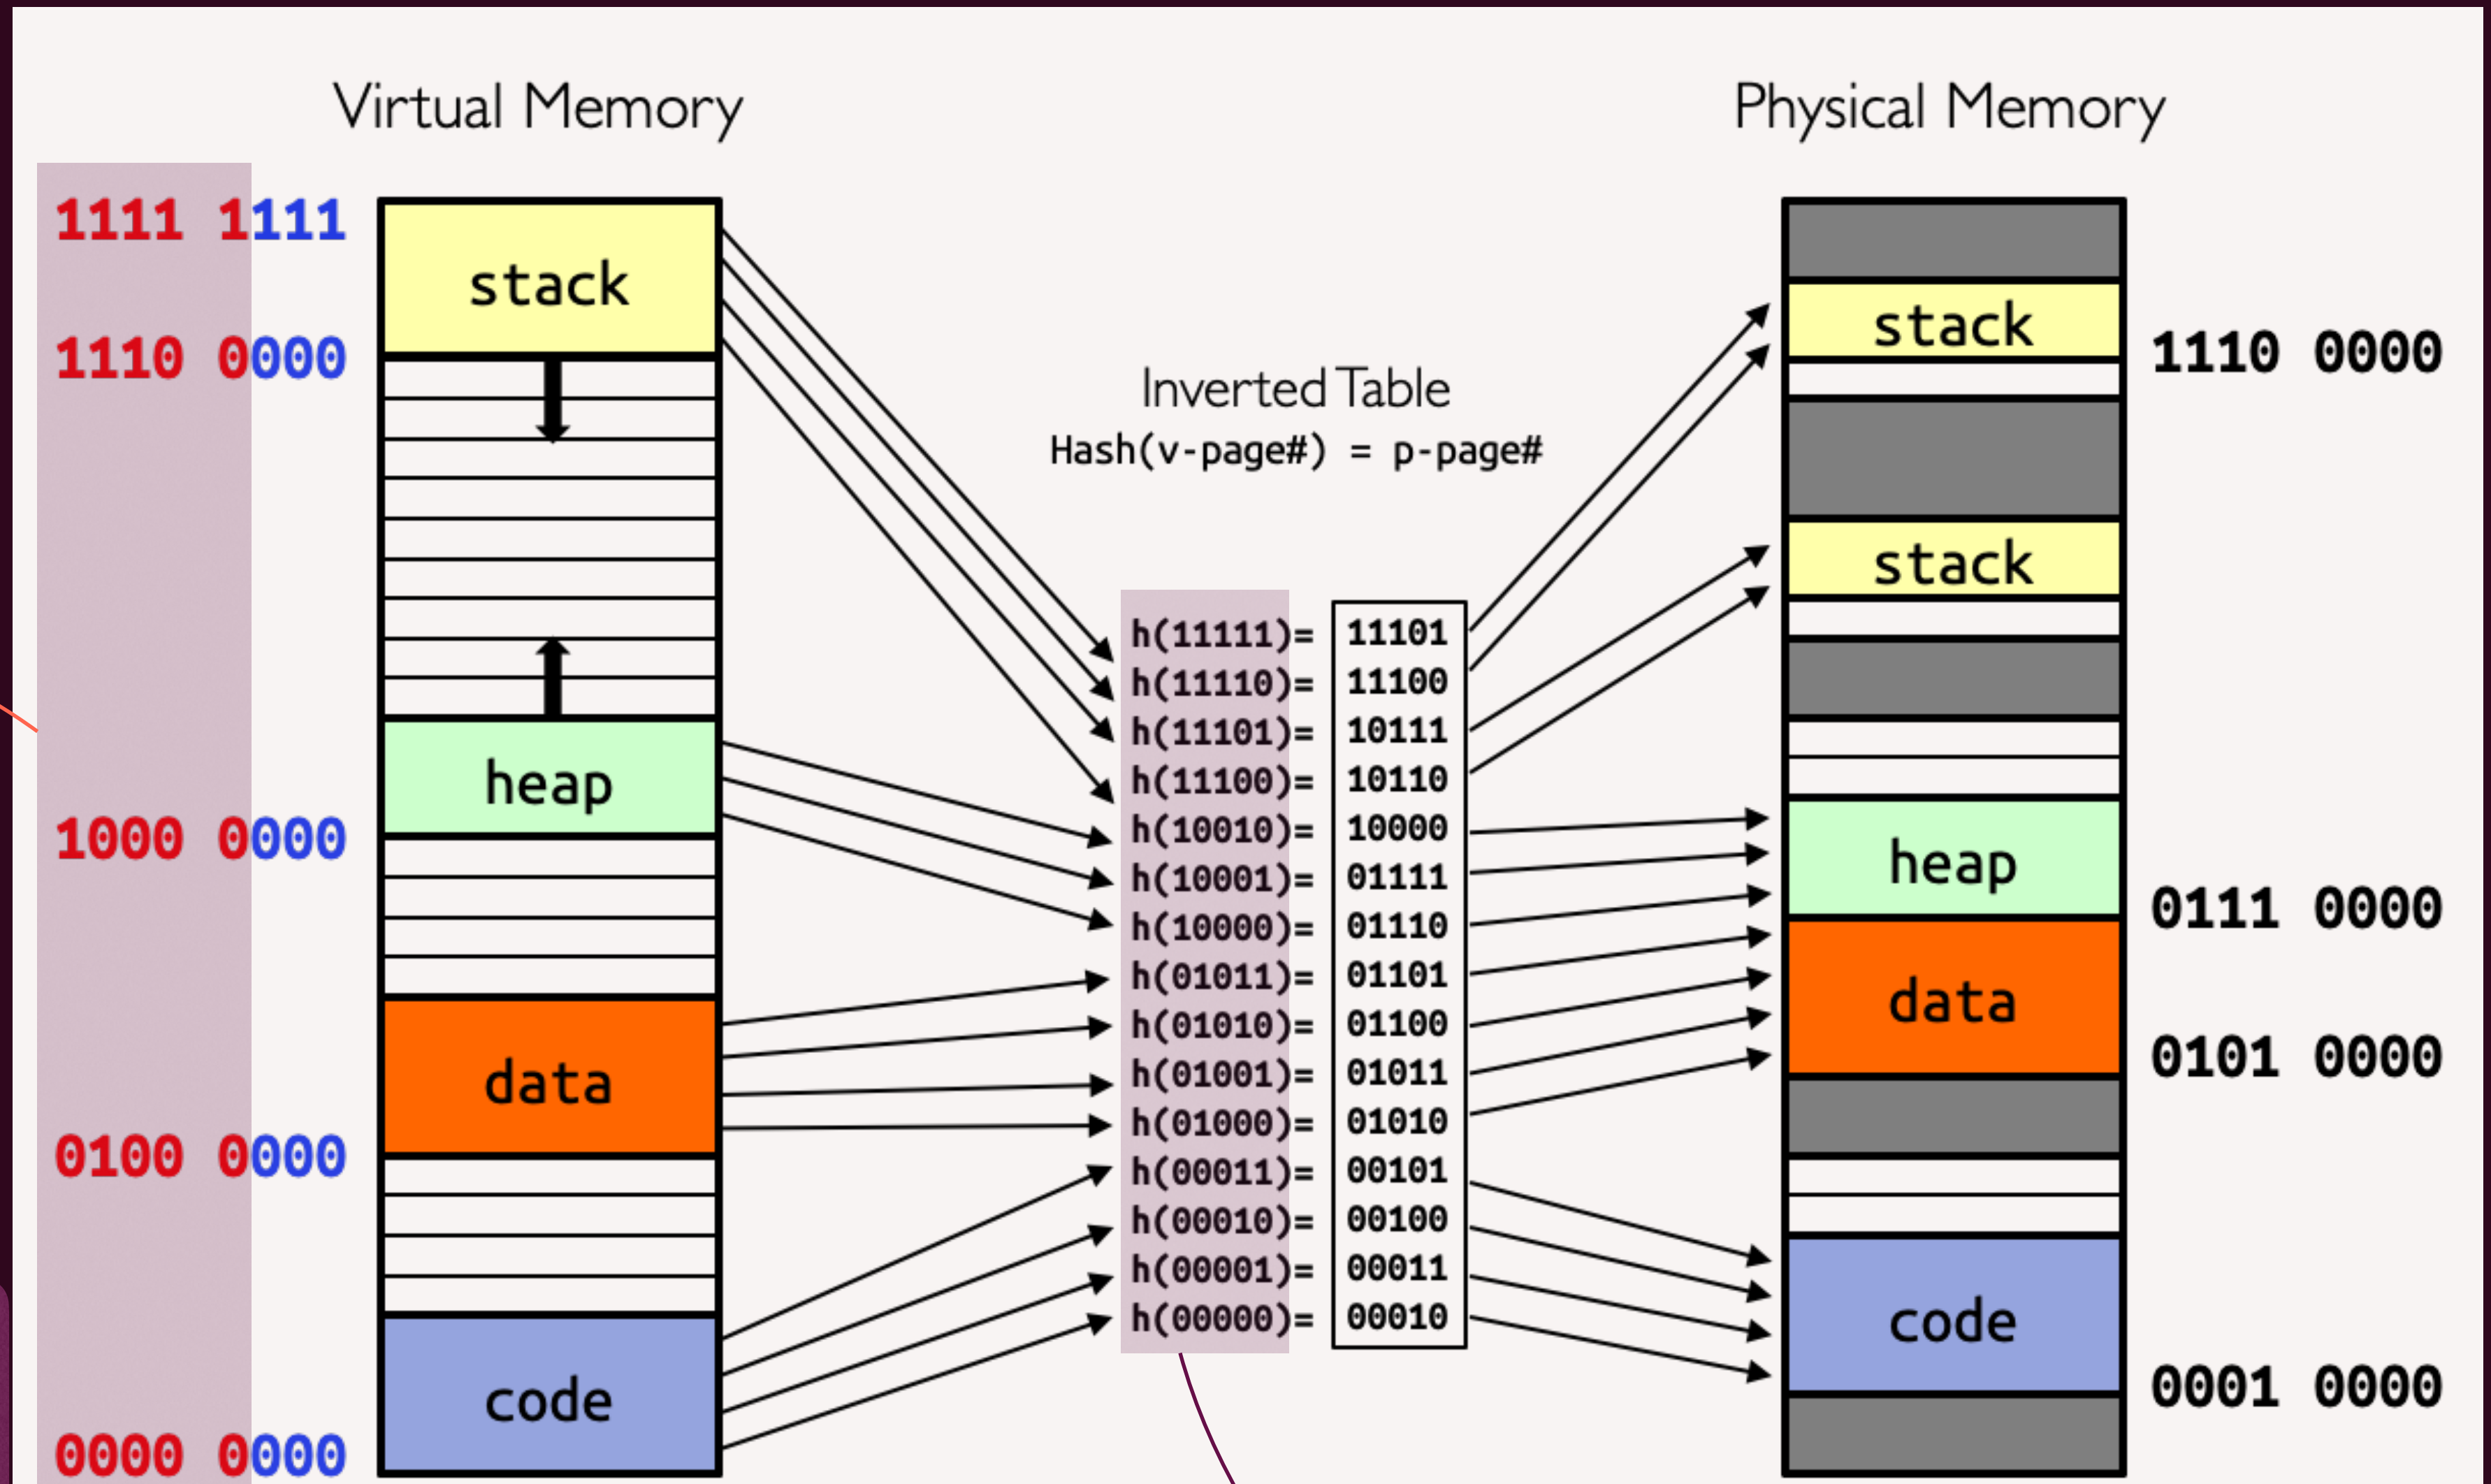 Virtual Memory
Physical Memory
1111 1111
stack
1110 0000
heap
1000 0000
data
0100 0000
code
0000 0000
Inverted Table
Hash(v-page#) = p-page#
h(11111)= 11101
h(11110)= 11100
h(11101)= 10111
h(11100)= 10110
h(10010)= 10000
h(10001)= 01111
h(10000)= 01110
h(01011)= 01101
h(01010)= 01100
h(01001)= 01011
h(01000)= 01010
h(00011)= 00101
h(00010)= 00100
h(00001)= 00011
h(00000)= 00010
stack
1110 0000
stack
heap
0111 0000
data
0101 0000
code
0001 0000